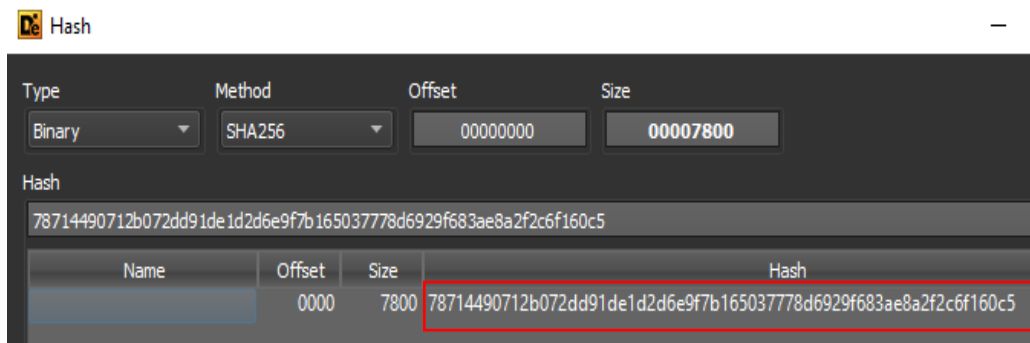 Hash
Type Method Offset Size
Binary SHA256 00000000 00007800
Hash
78714490712b072dd91de1d2d6e9f7b165037778d6929f683ae8a2f2c6f160c5
Name Offset Size Hash
0000 7800 78714490712b072dd91de1d2d6e9f7b165037778d6929f683ae8a2f2c6f160c5